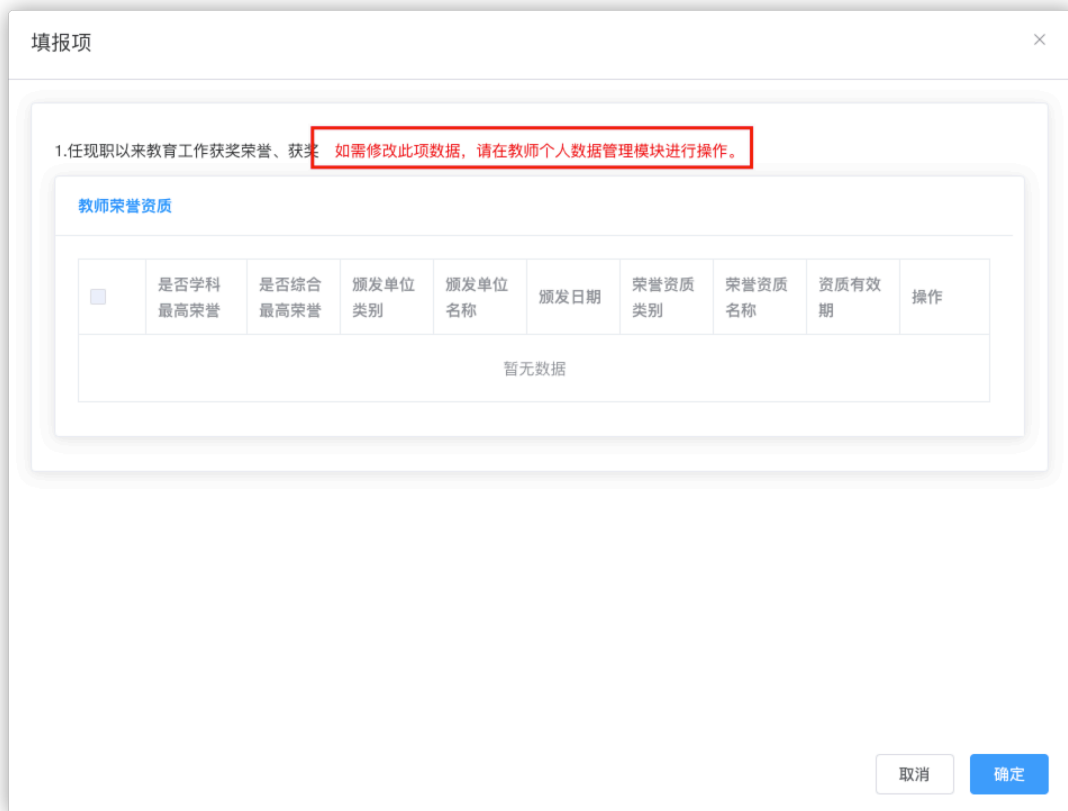 填报项
1.任现职以来教育工作获奖荣誉、获奖 如需修改此项数据，请在教师个人数据管理模块进行操作。
教师荣誉资质
是否学科最高荣誉 是否综合最高荣誉 颁发单位类别 颁发单位名称 颁发日期 荣誉资质类别 荣誉资质名称 资质有效期 操作
暂无数据
取消 确定